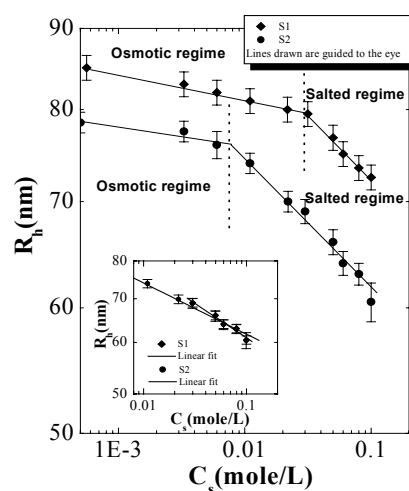 90
80
70
60
50
R_h(nm)
S1
S2
Lines drawn are guided to the eye
Osmotic regime
Salted regime
Osmotic regime
Salted regime
80
70
60
50
R_h(nm)
S1
Linear fit
S2
Linear fit
0.01
0.1
C_s(mole/L)
1E-3
0.01
0.1
C_s(mole/L)